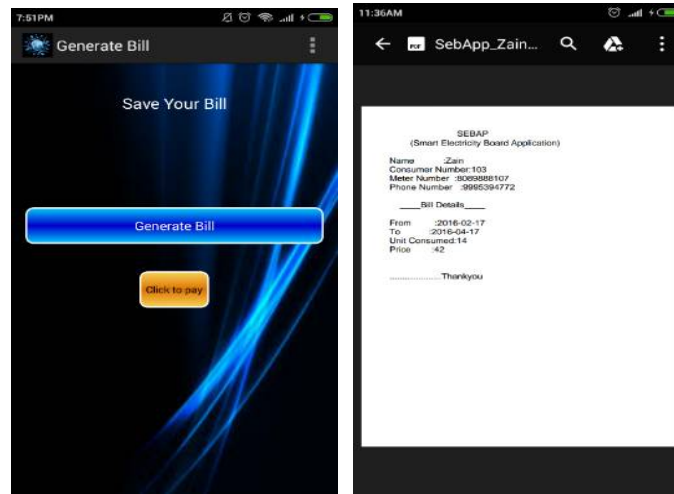 7:51PM
Generate Bill
Save Your Bill
Generate Bill
Click to pay
11:36AM
PDF SebApp_Zain...
SEBAP
(Smart Electricity Board Application)
Name :Zain
Consumer Number:103
Meter Number :8089888107
Phone Number :9995394772
____Bill Details____
From :2016-02-17
To :2016-04-17
Unit Consumed:14
Price :42
.....................Thankyou